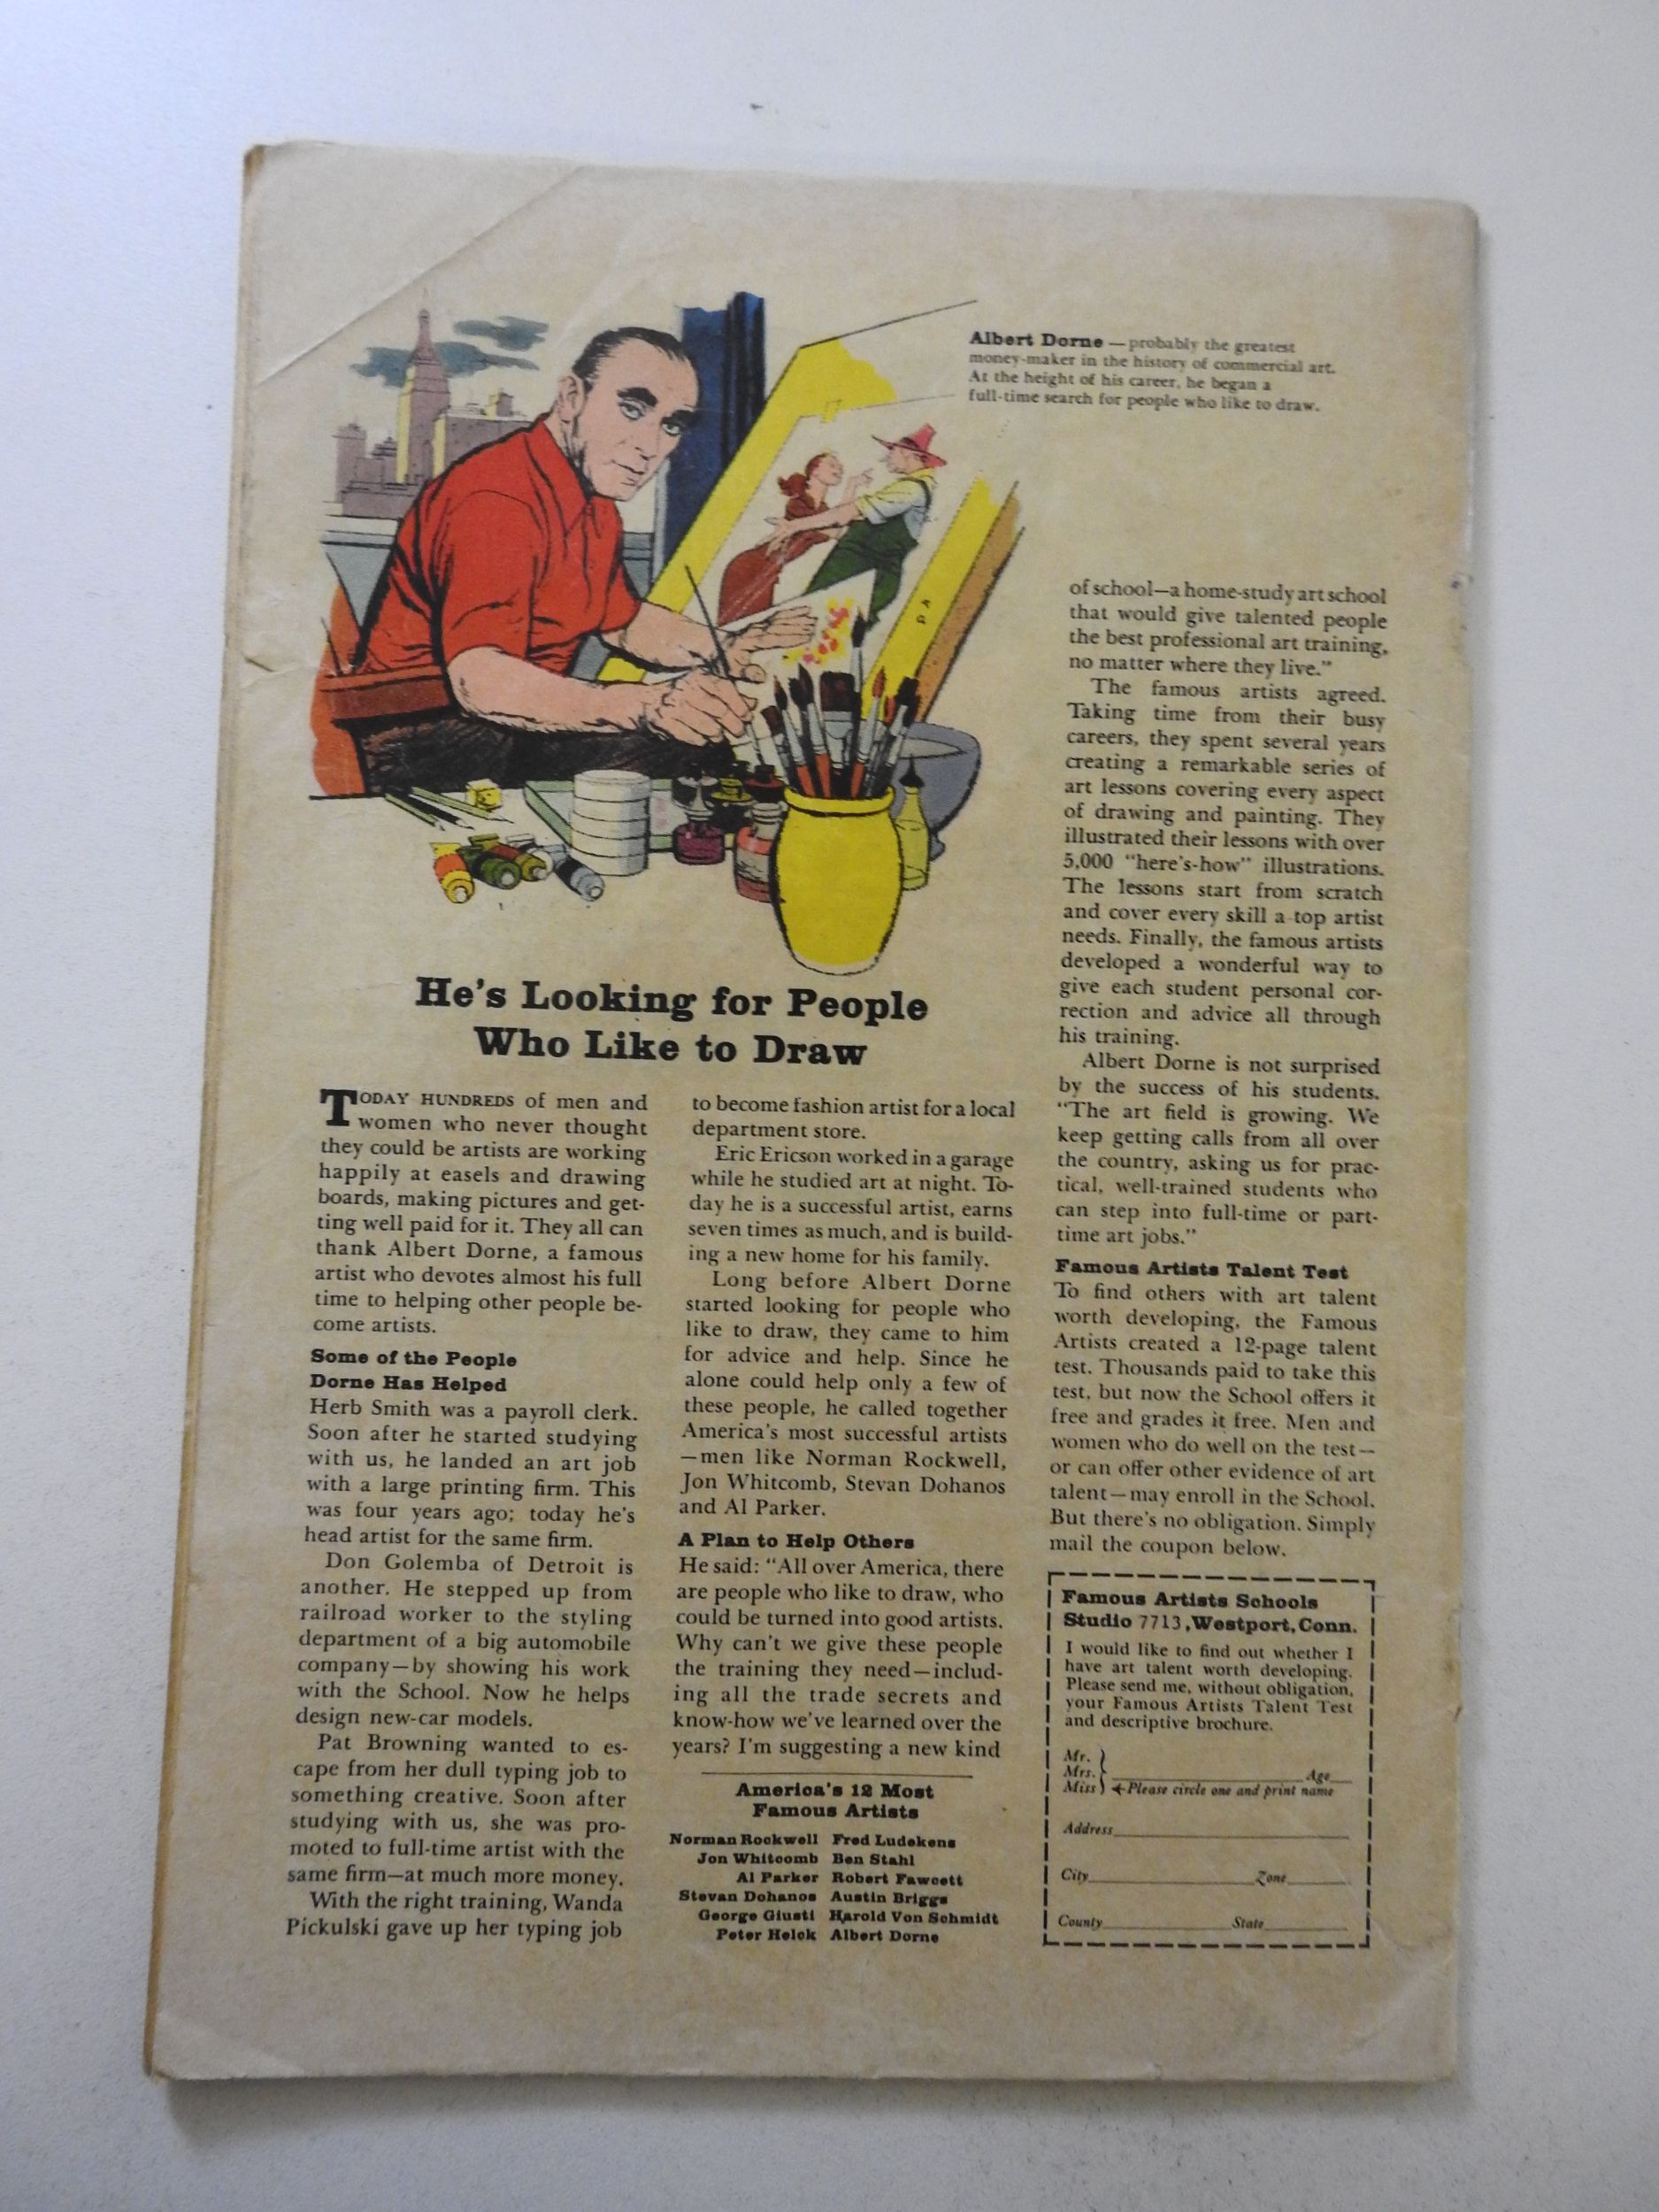 Albert Dorne — probably the greatest
money-maker in the history of commercial art.
At the height of his career, he began a
full-time search for people who like to draw.
D A
He's Looking for People
Who Like to Draw
TODAY HUNDREDS of men and
women who never thought
they could be artists are working
happily at easels and drawing
boards, making pictures and get-
ting well paid for it. They all can
thank Albert Dorne, a famous
artist who devotes almost his full
time to helping other people be-
come artists.
Some of the People
Dorne Has Helped
Herb Smith was a payroll clerk.
Soon after he started studying
with us, he landed an art job
with a large printing firm. This
was four years ago; today he's
head artist for the same firm.
Don Golemba of Detroit is
another. He stepped up from
railroad worker to the styling
department of a big automobile
company—by showing his work
with the School. Now he helps
design new-car models.
Pat Browning wanted to es-
cape from her dull typing job to
something creative. Soon after
studying with us, she was pro-
moted to full-time artist with the
same firm—at much more money.
With the right training, Wanda
Pickulski gave up her typing job
to become fashion artist for a local
department store.
Eric Ericson worked in a garage
while he studied art at night. To-
day he is a successful artist, earns
seven times as much, and is build-
ing a new home for his family.
Long before Albert Dorne
started looking for people who
like to draw, they came to him
for advice and help. Since he
alone could help only a few of
these people, he called together
America's most successful artists
—men like Norman Rockwell,
Jon Whitcomb, Stevan Dohanos
and Al Parker.
A Plan to Help Others
He said: "All over America, there
are people who like to draw, who
could be turned into good artists.
Why can't we give these people
the training they need—includ-
ing all the trade secrets and
know-how we've learned over the
years? I'm suggesting a new kind
America's 12 Most
Famous Artists
Norman Rockwell Fred Ludekens
Jon Whitcomb Ben Stahl
Al Parker Robert Fawcett
Stevan Dohanos Austin Briggs
George Giusti Harold Von Schmidt
Peter Helck Albert Dorne
of school—a home-study art school
that would give talented people
the best professional art training,
no matter where they live."
The famous artists agreed.
Taking time from their busy
careers, they spent several years
creating a remarkable series of
art lessons covering every aspect
of drawing and painting. They
illustrated their lessons with over
5,000 "here's-how" illustrations.
The lessons start from scratch
and cover every skill a top artist
needs. Finally, the famous artists
developed a wonderful way to
give each student personal cor-
rection and advice all through
his training.
Albert Dorne is not surprised
by the success of his students.
"The art field is growing. We
keep getting calls from all over
the country, asking us for prac-
tical, well-trained students who
can step into full-time or part-
time art jobs."
Famous Artists Talent Test
To find others with art talent
worth developing, the Famous
Artists created a 12-page talent
test. Thousands paid to take this
test, but now the School offers it
free and grades it free. Men and
women who do well on the test—
or can offer other evidence of art
talent—may enroll in the School.
But there's no obligation. Simply
mail the coupon below.
Famous Artists Schools
Studio 7713, Westport, Conn.
I would like to find out whether I
have art talent worth developing.
Please send me, without obligation,
your Famous Artists Talent Test
and descriptive brochure.
Mr.
Mrs. Age
Miss ←Please circle one and print name
Address
City Zone
County State